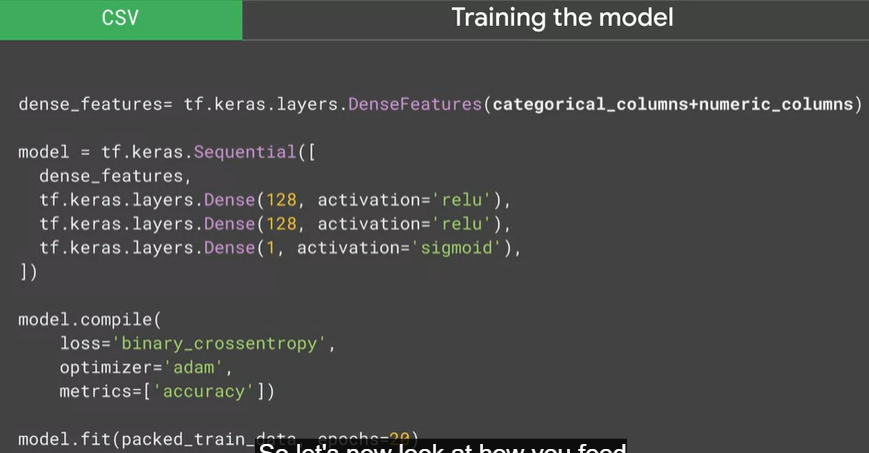 CSV
Training the model
dense_features= tf.keras.layers.DenseFeatures(categorical_columns+numeric_columns)
model = tf.keras.Sequential([
  dense_features,
  tf.keras.layers.Dense(128, activation='relu'),
  tf.keras.layers.Dense(128, activation='relu'),
  tf.keras.layers.Dense(1, activation='sigmoid'),
])
model.compile(
    loss='binary_crossentropy',
    optimizer='adam',
    metrics=['accuracy'])
model.fit(packed_train_data, epochs=20)
So let's now look at how you feed